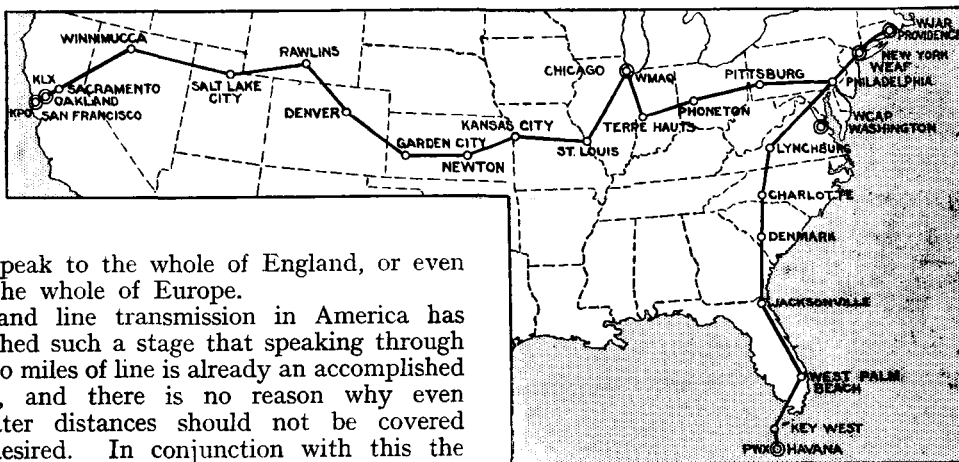 WJAR
PROVIDENCE
WINNIMUCCA
NEW YORK
WEAF
RAWLINS
CHICAGO
WMAQ
PITTSBURG
PHILADELPHIA
KLX
SACRAMENTO
SALT LAKE
CITY
OAKLAND
KPO
SAN FRANCISCO
DENVER
PHONETON
WCAP
WASHINGTON
TERRE HAUTS
KANSAS CITY
GARDEN CITY
ST. LOUIS
LYNCHBURG
NEWTON
CHARLOTTE
DENMARK
peak to the whole of England, or even
he whole of Europe.
and line transmission in America has
hed such a stage that speaking through
o miles of line is already an accomplished
, and there is no reason why even
ter distances should not be covered
esired. In conjunction with this the
JACKSONVILLE
WEST PALM
BEACH
KEY WEST
PWX HAVANA